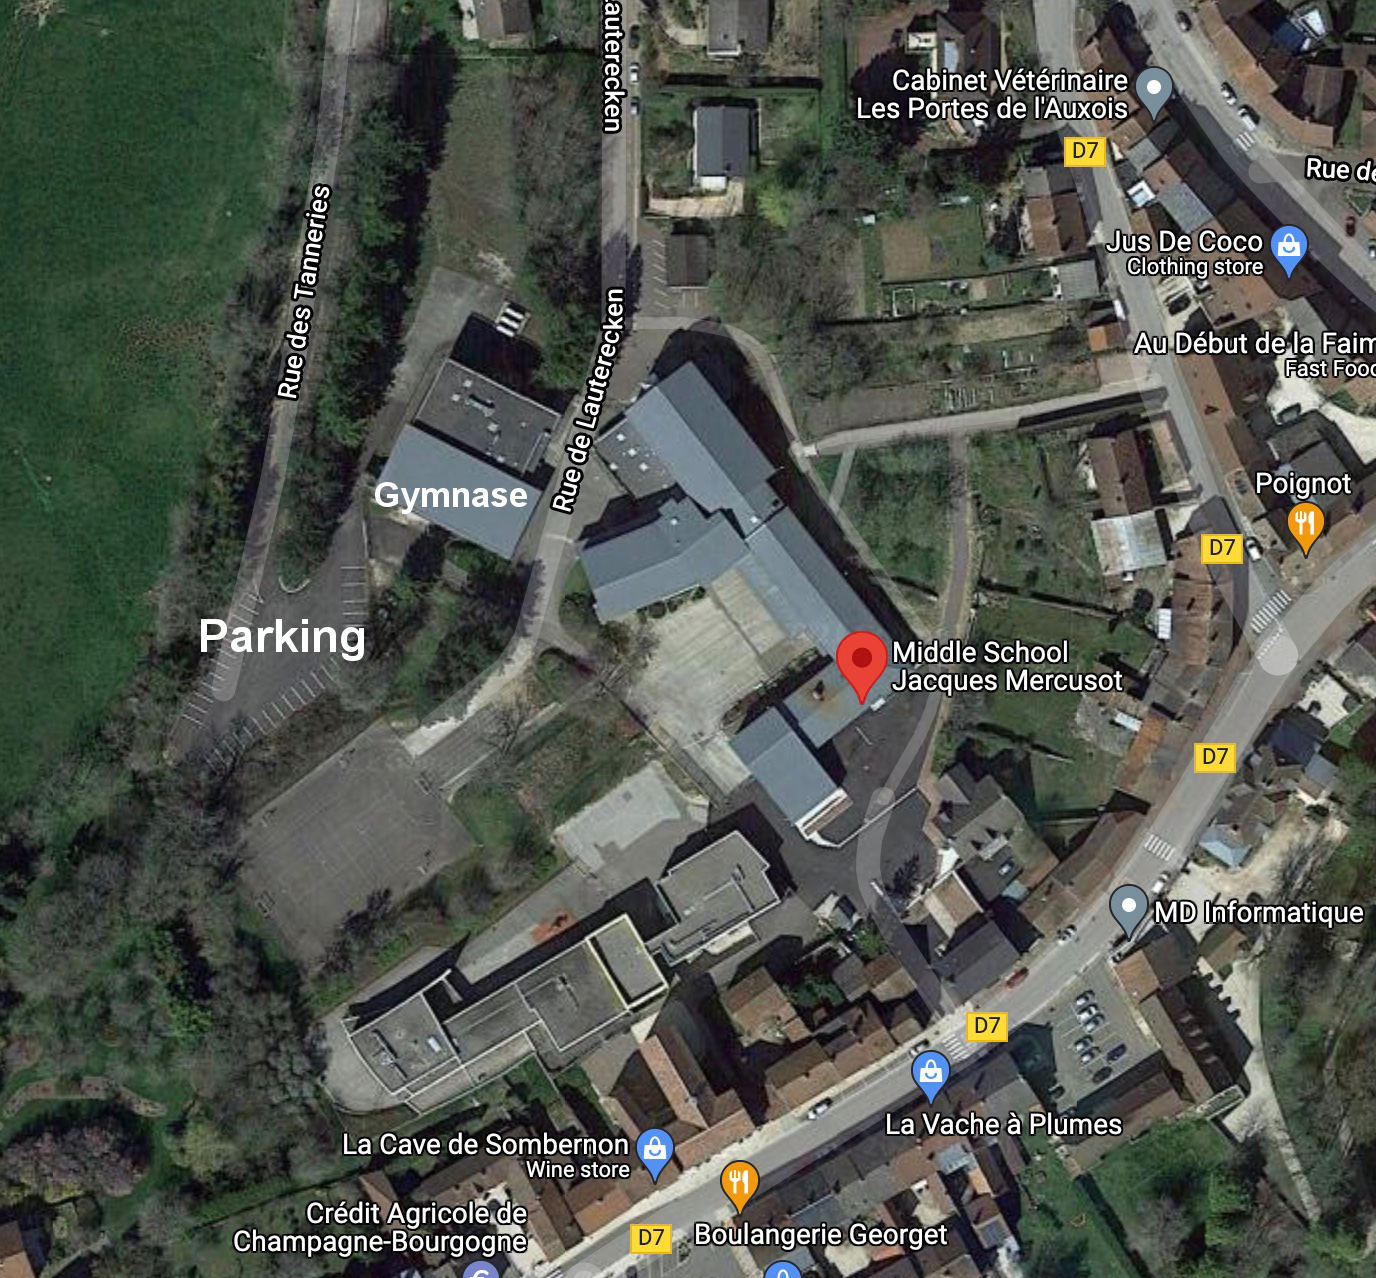 Lauterecken
Cabinet Vétérinaire
Les Portes de l'Auxois
D7
Rue de
Rue des Tanneries
Jus De Coco
Clothing store
Rue de Lauterecken
Au Début de la Faim
Fast Food
Gymnase
Poignot
D7
Parking
Middle School
Jacques Mercusot
D7
MD Informatique
D7
La Vache à Plumes
La Cave de Sombernon
Wine store
Crédit Agricole de
Champagne-Bourgogne
D7
Boulangerie Georget
€